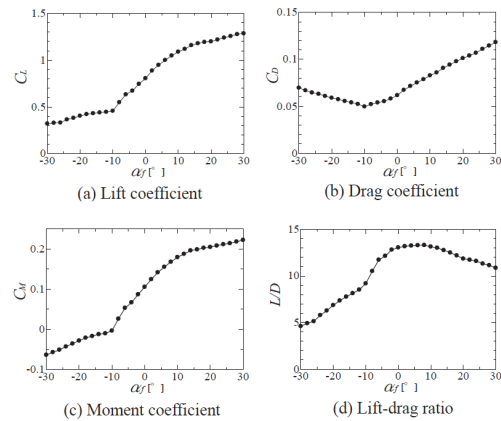 1.5
1
0.5
0
C_L
-30 -20 -10 0 10 20 30
α_f [°]
(a) Lift coefficient
0.15
0.1
0.05
0
C_D
-30 -20 -10 0 10 20 30
α_f [°]
(b) Drag coefficient
0.2
0.1
0
-0.1
C_M
-30 -20 -10 0 10 20 30
α_f [°]
(c) Moment coefficient
15
10
5
0
L/D
-30 -20 -10 0 10 20 30
α_f [°]
(d) Lift-drag ratio